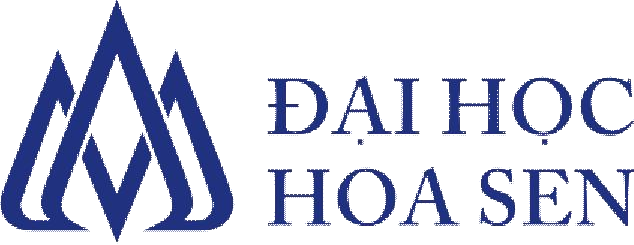 ĐẠI HỌC
HOA SEN